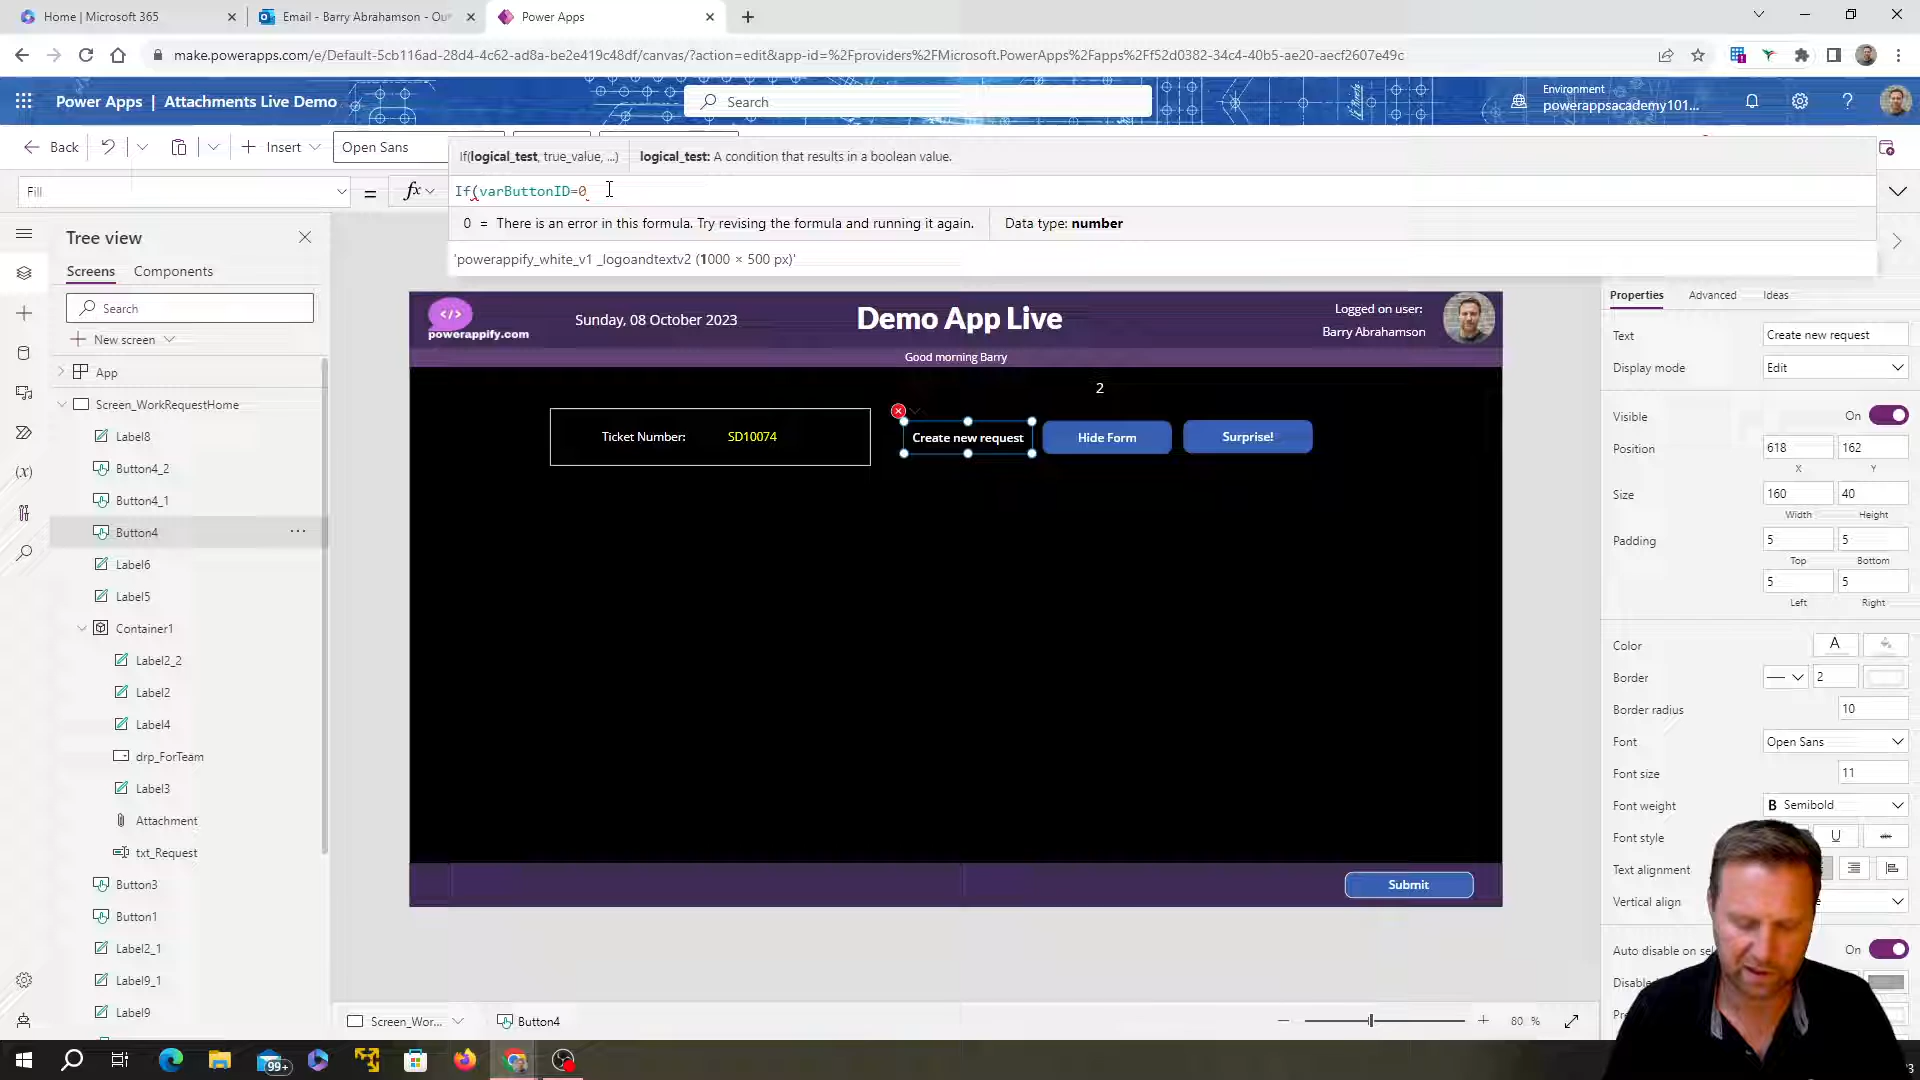 Home | Microsoft 365
Email - Barry Abrahamson - Ou
Power Apps
make.powerapps.com/e/Default-5cb116ad-28d4-4c62-ad8a-be2e419c48df/canvas/?action=edit&app-id=%2Fproviders%2FMicrosoft.PowerApps%2Fapps%2Ff52d0382-34c4-40b5-ae20-aecf2607e49c
Power Apps | Attachments Live Demo
Search
Environment
powerappsacademy101...
Back
Insert
Open Sans
If(logical_test, true_value, ...)
logical_test: A condition that results in a boolean value.
Fill
=
fx
If(varButtonID=0
0 = There is an error in this formula. Try revising the formula and running it again.
Data type: number
'powerappify_white_v1 _logoandtextv2 (1000 × 500 px)'
Tree view
Screens
Components
Search
New screen
App
Screen_WorkRequestHome
Label8
Button4_2
Button4_1
Button4
Label6
Label5
Container1
Label2_2
Label2
Label4
drp_ForTeam
Label3
Attachment
txt_Request
Button3
Button1
Label2_1
Label9_1
Label9
</>
powerappify.com
Sunday, 08 October 2023
Demo App Live
Logged on user:
Barry Abrahamson
Good morning Barry
2
Ticket Number:
SD10074
Create new request
Hide Form
Surprise!
Submit
Properties
Advanced
Ideas
Text
Create new request
Display mode
Edit
Visible
On
Position
618
162
X
Y
Size
160
40
Width
Height
Padding
5
5
Top
Bottom
5
5
Left
Right
Color
A
Border
2
Border radius
10
Font
Open Sans
Font size
11
Font weight
B Semibold
Font style
U
Text alignment
Vertical align
Auto disable on sel
On
Disable
Pre
Screen_Wor...
Button4
80 %
99+